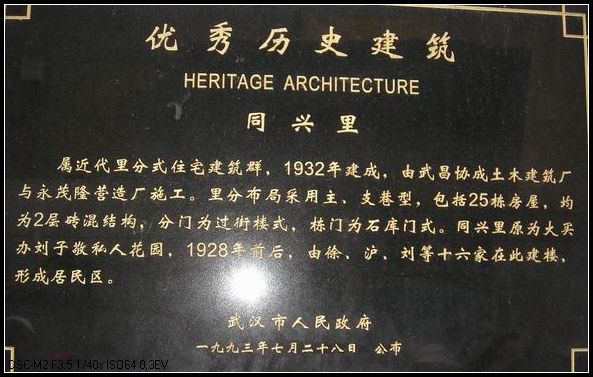 优秀历史建筑
HERITAGE ARCHITECTURE
同兴里
属近代里分式住宅建筑群，1932年建成，由武昌协成土木建筑厂
与永茂隆营造厂施工。里分布局采用主、支巷型，包括25栋房屋，均
为2层砖混结构，分门为过街楼式，栋门为石库门式。同兴里原为大买
办刘子敬私人花园，1928年前后，由徐、沪、刘等十六家在此建楼，
形成居民区。
武汉市人民政府
一九九三年七月二十八日 公布
DSC-M2 F3.5 1/40s ISO64 0.3EV